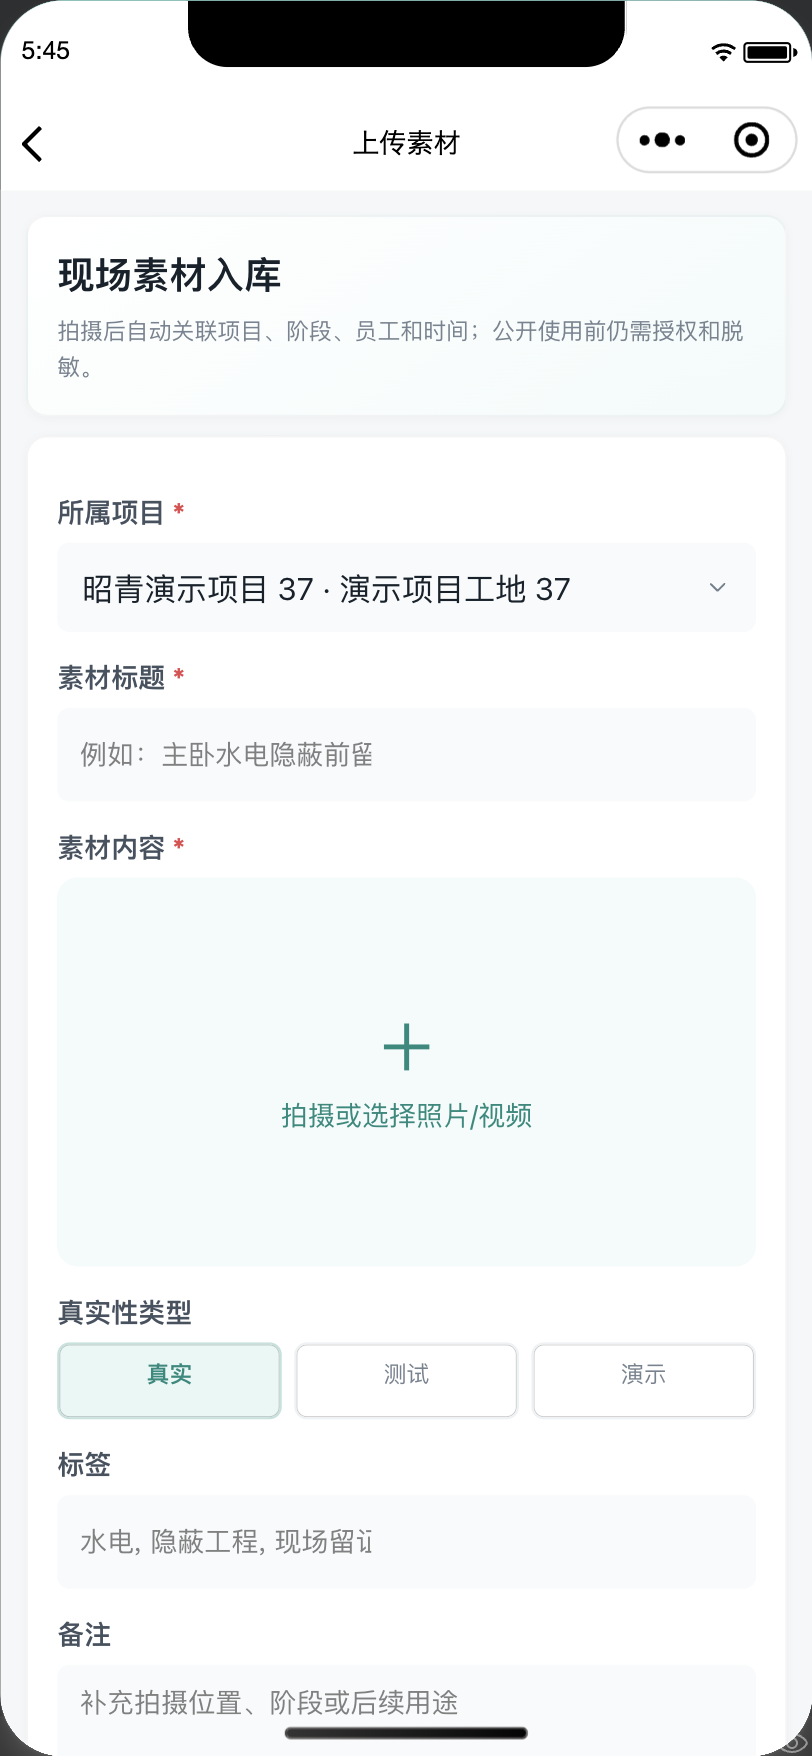 5:45
上传素材
现场素材入库
拍摄后自动关联项目、阶段、员工和时间；公开使用前仍需授权和脱
敏。
所属项目 *
昭青演示项目 37 · 演示项目工地 37
素材标题 *
例如：主卧水电隐蔽前留
素材内容 *
拍摄或选择照片/视频
真实性类型
真实
测试
演示
标签
水电, 隐蔽工程, 现场留
备注
补充拍摄位置、阶段或后续用途